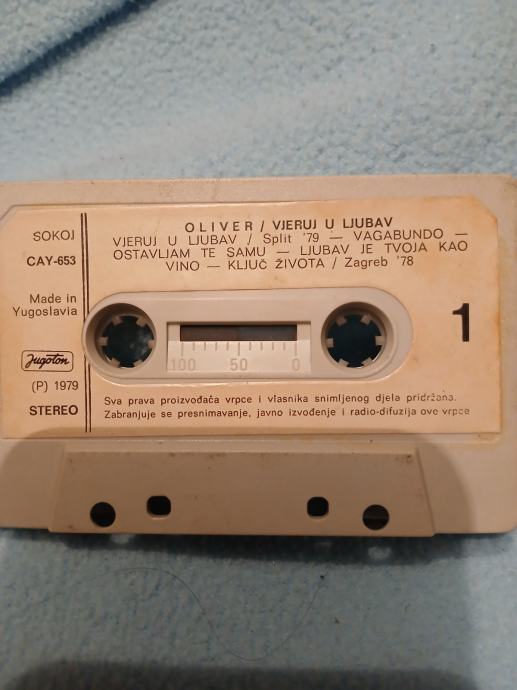 OLIVER / VJERUJ U LJUBAV
VJERUJ U LJUBAV / Split '79 — VAGABUNDO —
OSTAVLJAM TE SAMU — LJUBAV JE TVOJA KAO
VINO — KLJUČ ŽIVOTA / Zagreb '78
SOKOJ
CAY-653
Made in
Yugoslavia
Jugoton
(P) 1979
STEREO
1
100 50 0
Sva prava proizvođača vrpce i vlasnika snimljenog djela pridržana.
Zabranjuje se presnimavanje, javno izvođenje i radio-difuzija ove vrpce